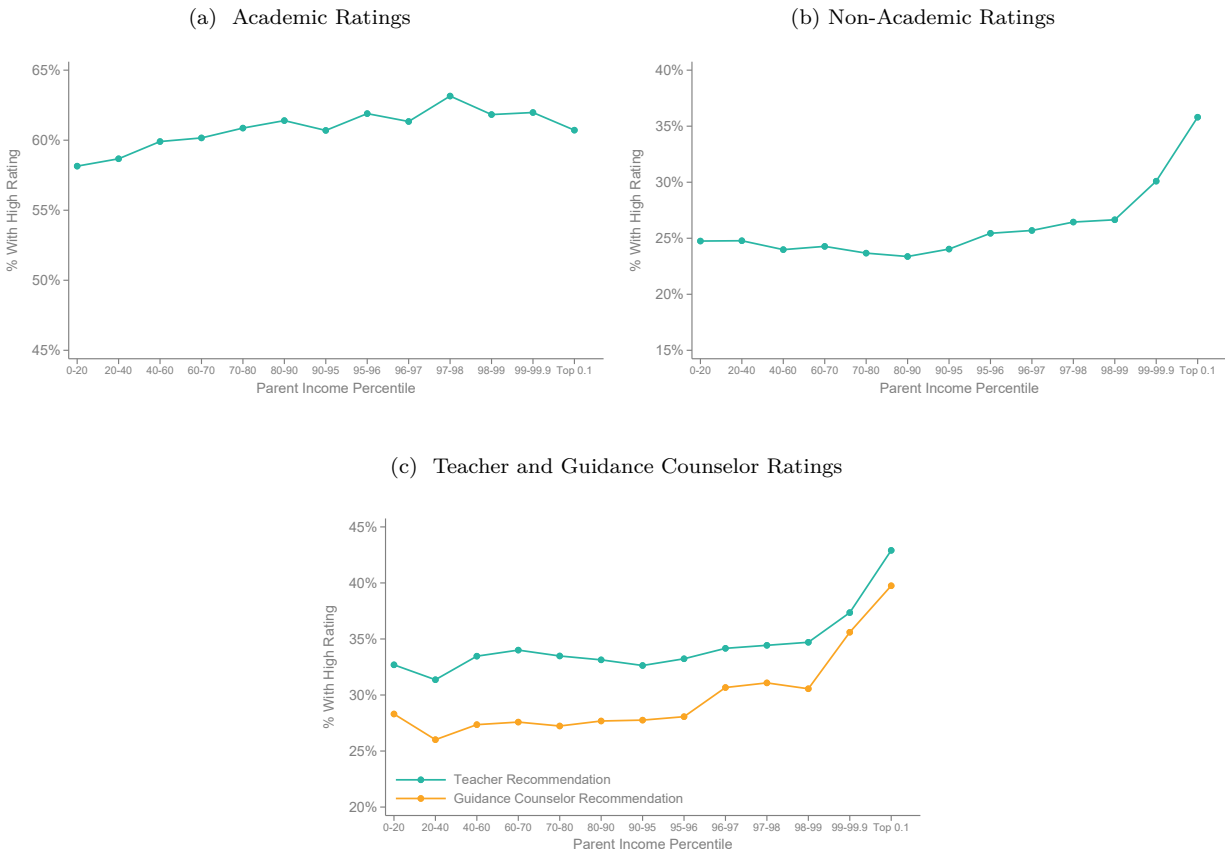 (a) Academic Ratings
65%
60%
55%
50%
45%
% With High Rating
0-20 20-40 40-60 60-70 70-80 80-90 90-95 95-96 96-97 97-98 98-99 99-99.9 Top 0.1
Parent Income Percentile
(b) Non-Academic Ratings
40%
35%
30%
25%
20%
15%
% With High Rating
0-20 20-40 40-60 60-70 70-80 80-90 90-95 95-96 96-97 97-98 98-99 99-99.9 Top 0.1
Parent Income Percentile
(c) Teacher and Guidance Counselor Ratings
45%
40%
35%
30%
25%
20%
% With High Rating
Teacher Recommendation
Guidance Counselor Recommendation
0-20 20-40 40-60 60-70 70-80 80-90 90-95 95-96 96-97 97-98 98-99 99-99.9 Top 0.1
Parent Income Percentile